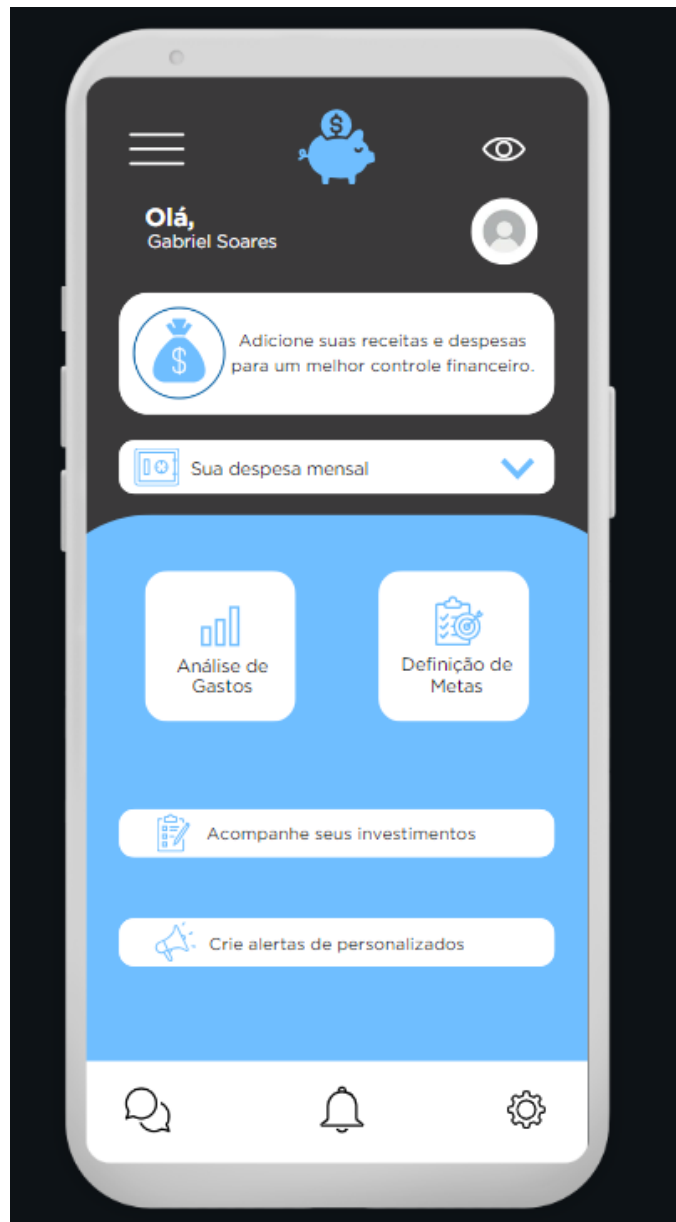 $
Olá,
Gabriel Soares
$
Adicione suas receitas e despesas
para um melhor controle financeiro.
Sua despesa mensal
Análise de
Gastos
Definição de
Metas
Acompanhe seus investimentos
Crie alertas de personalizados